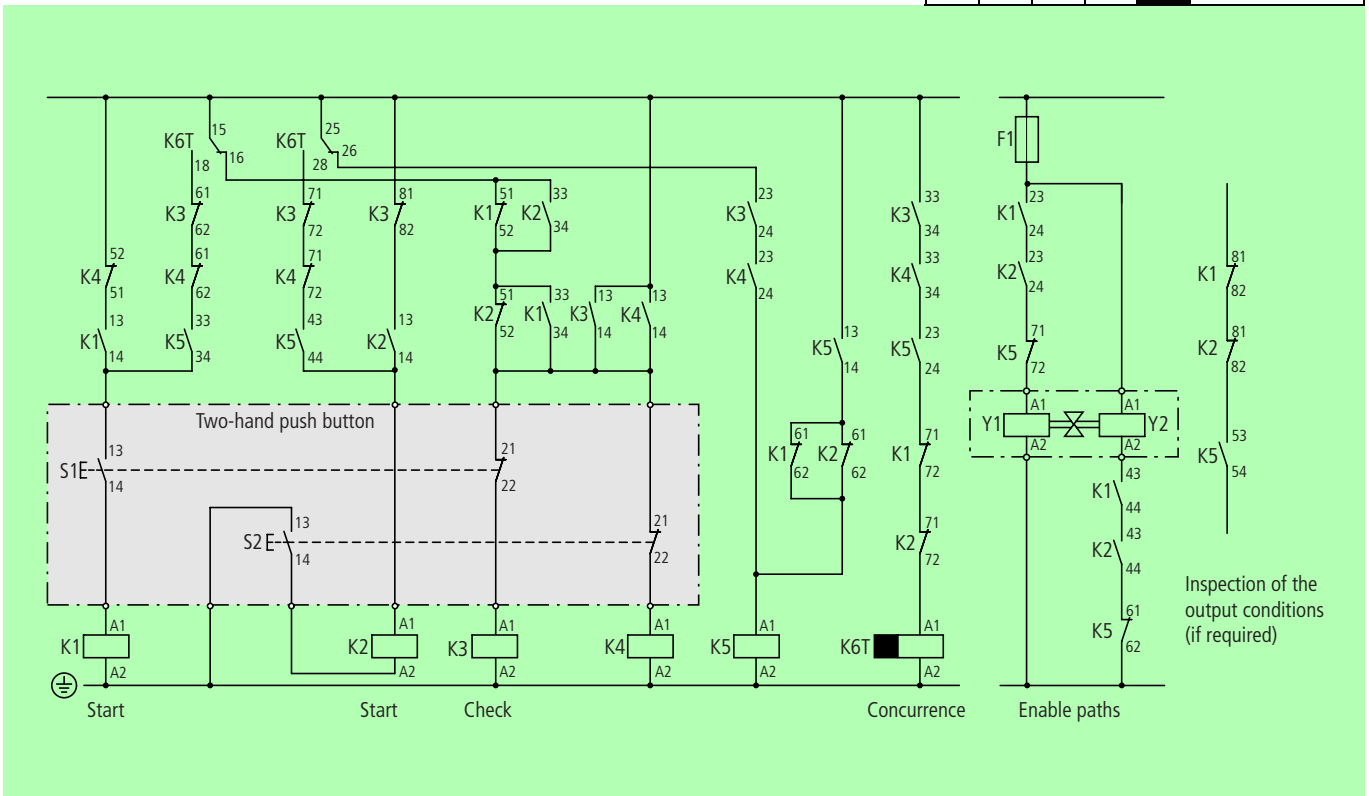 15
25
K6T
16
K6T
26
F1
18
28
61
71
81
51
33
23
33
23
K3
K3
K3
K1
K2
K3
K3
K1
62
72
82
52
34
24
34
24
52
61
71
23
33
23
81
K4
K4
K4
K4
K4
K2
K1
51
62
72
24
34
24
82
51
33
13
13
K2
K1
K3
K4
52
34
14
14
13
33
43
13
13
23
71
81
K1
K5
K5
K2
K5
K5
K5
K2
14
34
44
14
14
24
72
82
Two-hand push button
A1
A1
Y1
Y2
A2
A2
13
21
61
61
71
53
S1
K1
K2
K1
K5
14
22
62
62
72
54
43
K1
44
13
21
71
43
S2
K2
K2
14
22
72
44
Inspection of the
output conditions
(if required)
61
K5
62
A1
A1
A1
A1
A1
A1
K1
K2
K3
K4
K5
K6T
A2
A2
A2
A2
A2
A2
Start
Start
Check
Concurrence
Enable paths